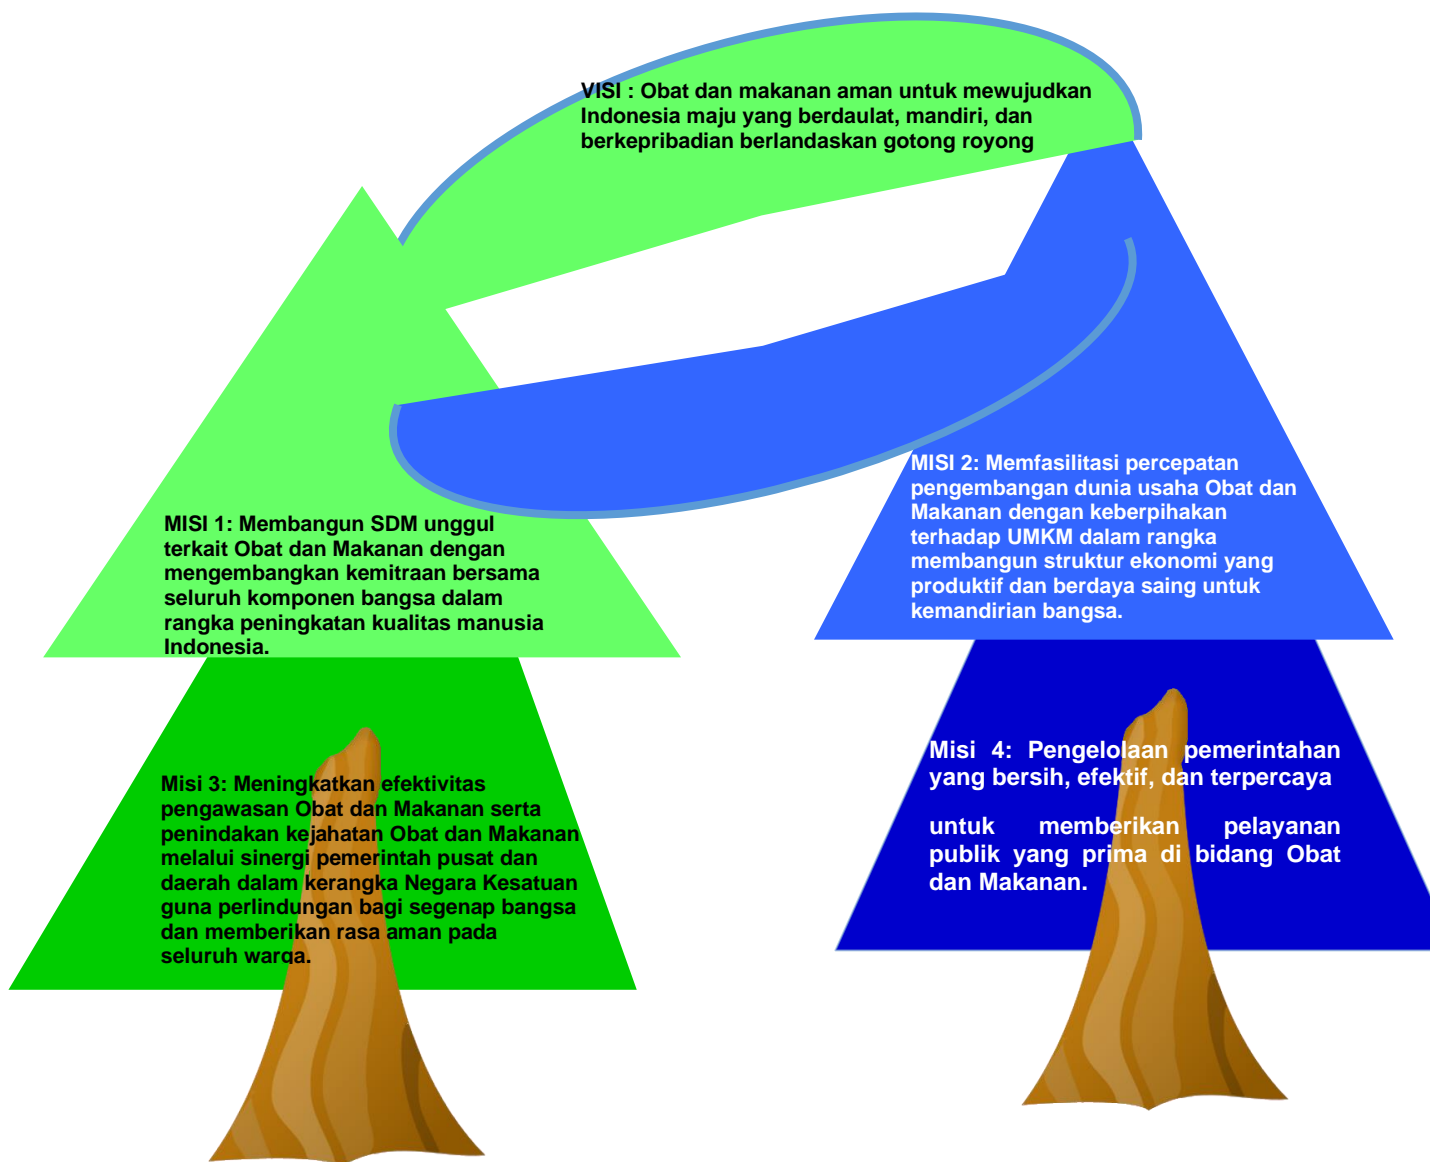 VISI : Obat dan makanan aman untuk mewujudkan
Indonesia maju yang berdaulat, mandiri, dan
berkepribadian berlandaskan gotong royong
MISI 1: Membangun SDM unggul
terkait Obat dan Makanan dengan
mengembangkan kemitraan bersama
seluruh komponen bangsa dalam
rangka peningkatan kualitas manusia
Indonesia.
MISI 2: Memfasilitasi percepatan
pengembangan dunia usaha Obat dan
Makanan dengan keberpihakan
terhadap UMKM dalam rangka
membangun struktur ekonomi yang
produktif dan berdaya saing untuk
kemandirian bangsa.
Misi 3: Meningkatkan efektivitas
pengawasan Obat dan Makanan serta
penindakan kejahatan Obat dan Makanan
melalui sinergi pemerintah pusat dan
daerah dalam kerangka Negara Kesatuan
guna perlindungan bagi segenap bangsa
dan memberikan rasa aman pada
seluruh warga.
Misi 4: Pengelolaan pemerintahan
yang bersih, efektif, dan terpercaya
untuk memberikan pelayanan
publik yang prima di bidang Obat
dan Makanan.